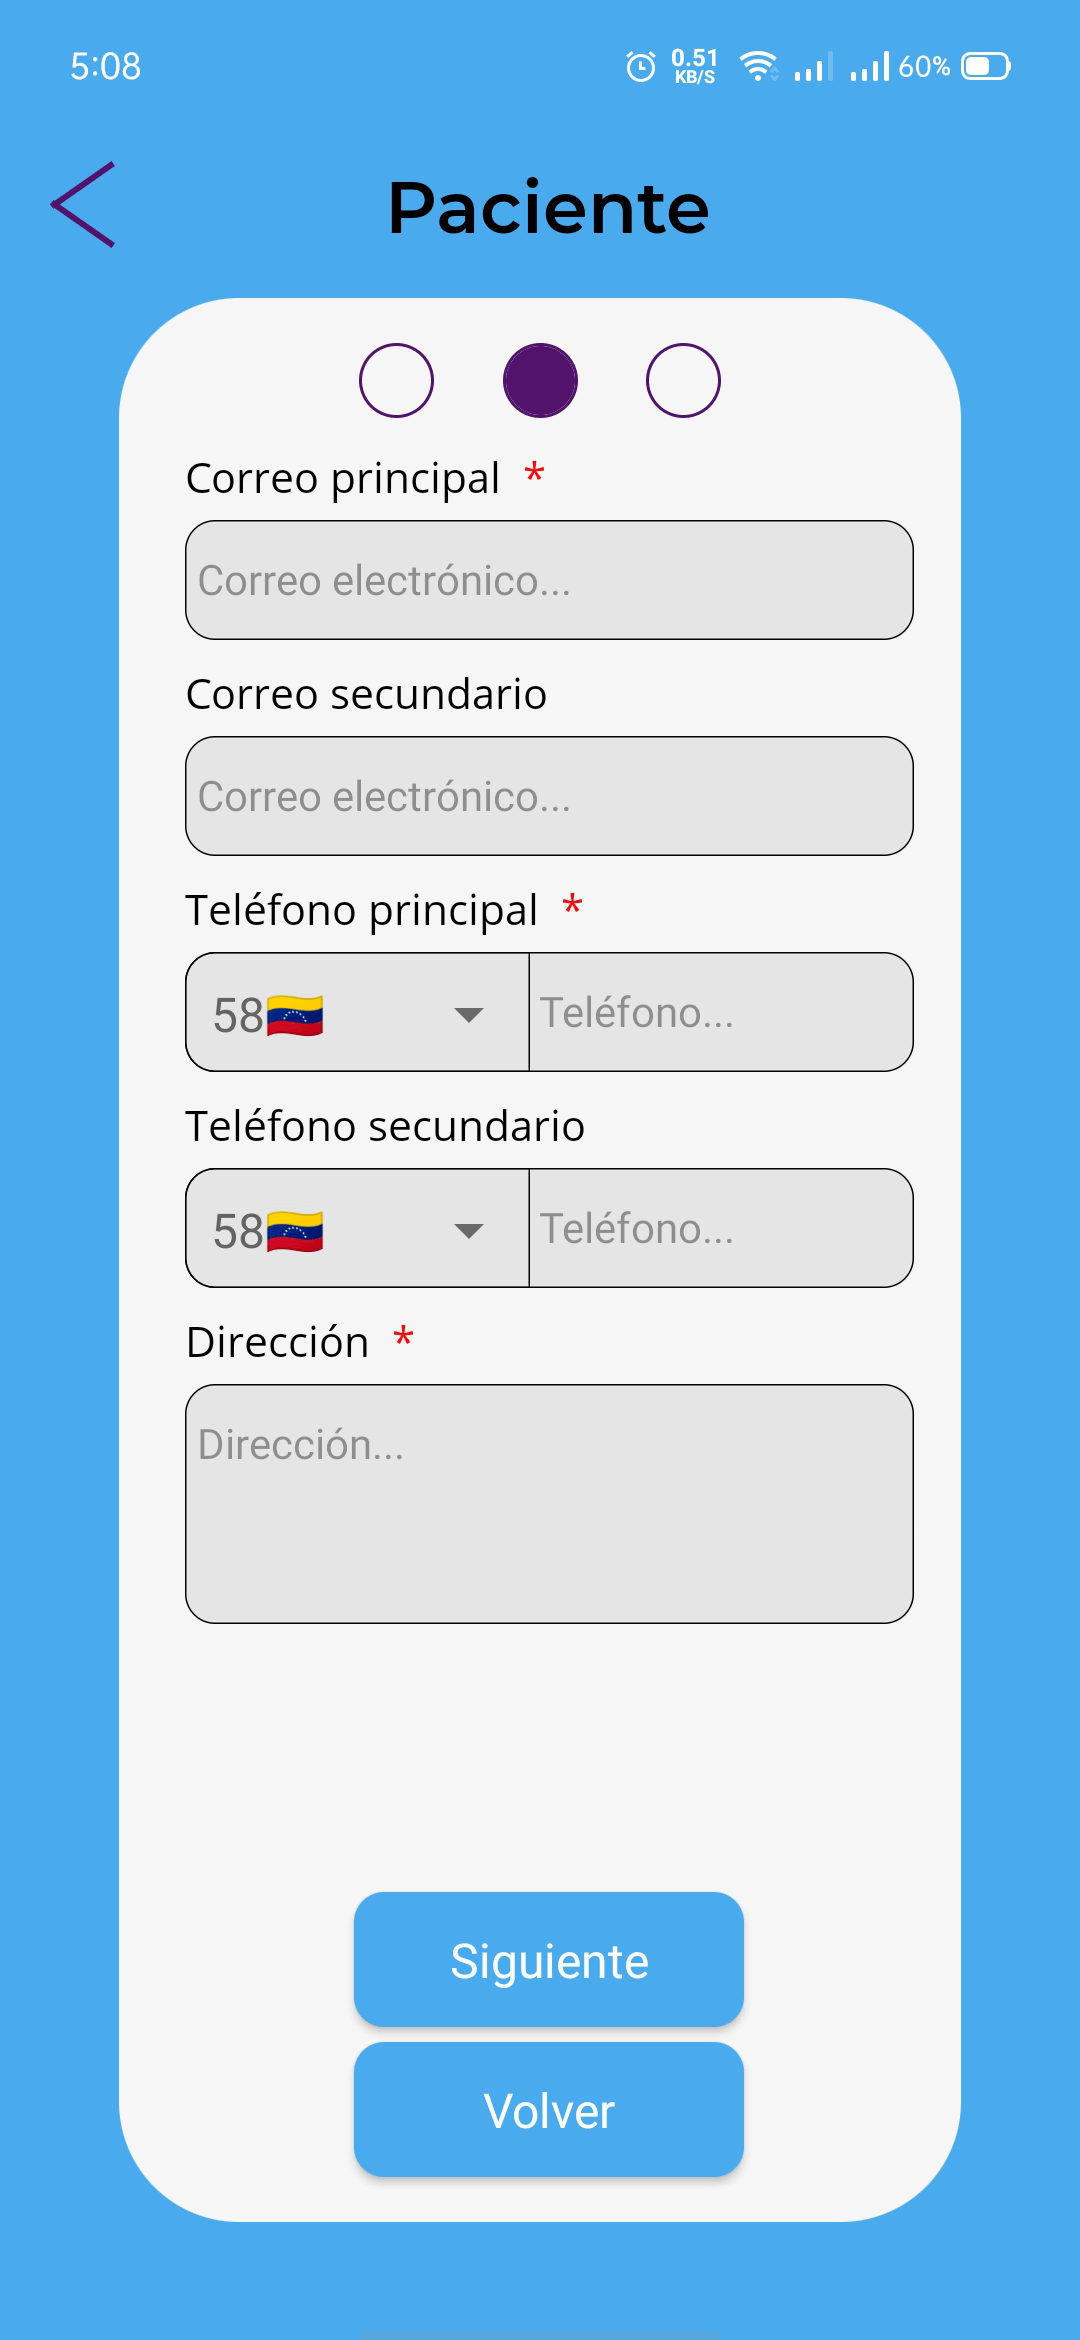 5:08
0.51
KB/S
60%
Paciente
Correo principal *
Correo electrónico...
Correo secundario
Correo electrónico...
Teléfono principal *
58🇻🇪 Teléfono...
Teléfono secundario
58🇻🇪 Teléfono...
Dirección *
Dirección...
Siguiente
Volver